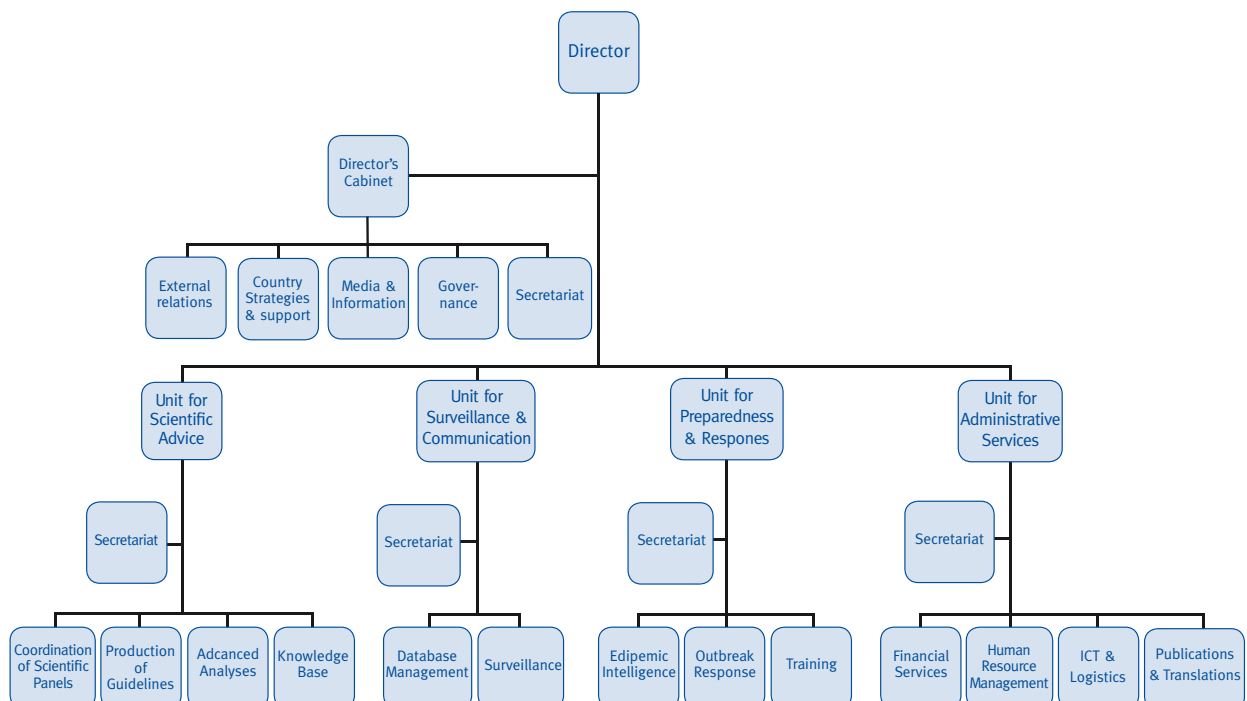 Director
Director's
Cabinet
External
relations
Country
Strategies
& support
Media &
Information
Gover-
nance
Secretariat
Unit for
Scientific
Advice
Unit for
Surveillance &
Communication
Unit for
Preparedness
& Respones
Unit for
Administrative
Services
Secretariat
Secretariat
Secretariat
Secretariat
Coordination
of Scientific
Panels
Production
of
Guidelines
Adcanced
Analyses
Knowledge
Base
Database
Management
Surveillance
Edipemic
Intelligence
Outbreak
Response
Training
Financial
Services
Human
Resource
Management
ICT &
Logistics
Publications
& Translations